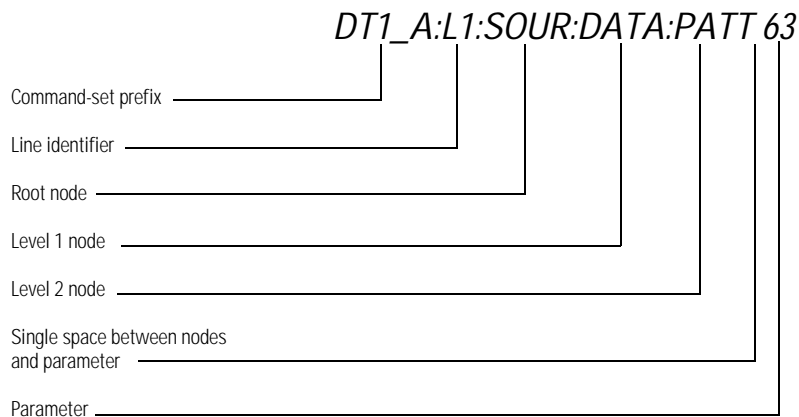 DT1_A:L1:SOUR:DATA:PATT 63
Command-set prefix
Line identifier
Root node
Level 1 node
Level 2 node
Single space between nodes
and parameter
Parameter